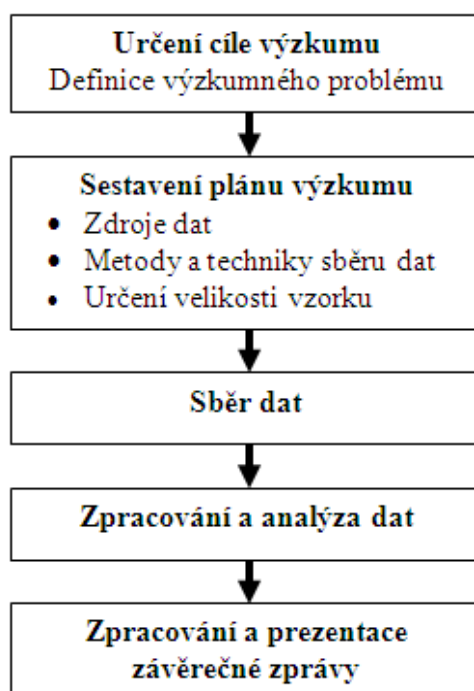 Určení cíle výzkumu
Definice výzkumného problému
Sestavení plánu výzkumu
• Zdroje dat
• Metody a techniky sběru dat
• Určení velikosti vzorku
Sběr dat
Zpracování a analýza dat
Zpracování a prezentace
závěrečné zprávy